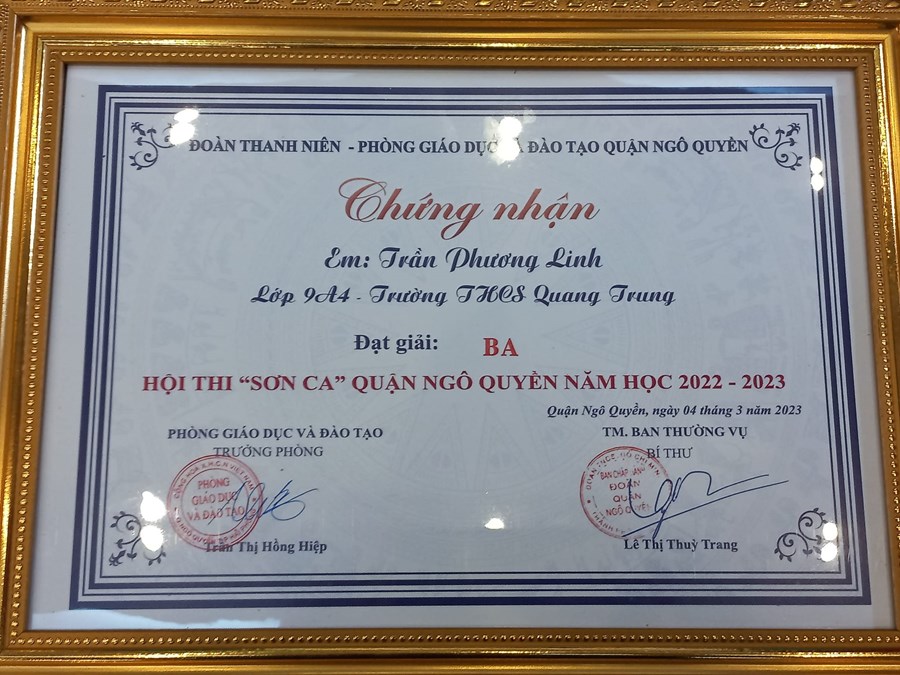 ĐOÀN THANH NIÊN - PHÒNG GIÁO DỤC VÀ ĐÀO TẠO QUẬN NGÔ QUYỀN
Chứng nhận
Em: Trần Phương Linh
Lớp 9A4 - Trường THCS Quang Trung
Đạt giải: BA
HỘI THI “SƠN CA” QUẬN NGÔ QUYỀN NĂM HỌC 2022 - 2023
Quận Ngô Quyền, ngày 04 tháng 3 năm 2023
PHÒNG GIÁO DỤC VÀ ĐÀO TẠO
TRƯỞNG PHÒNG
PHÒNG
GIÁO DỤC
VÀ ĐÀO TẠO
Trần Thị Hồng Hiệp
TM. BAN THƯỜNG VỤ
BÍ THƯ
BAN CHẤP HÀNH
ĐOÀN
QUẬN
NGÔ QUYỀN
Lê Thị Thuỳ Trang